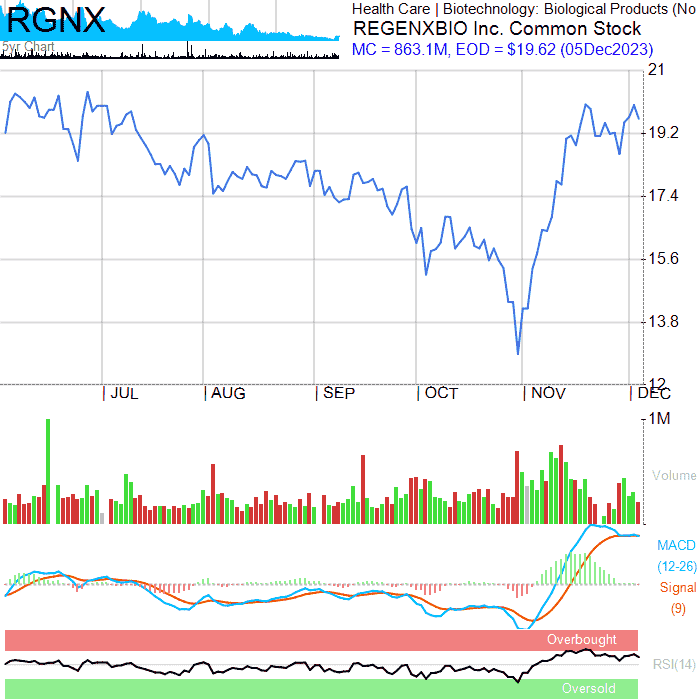 RGNX
5yr Chart
Health Care | Biotechnology: Biological Products (No
REGENXBIO Inc. Common Stock
MC = 863.1M, EOD = $19.62 (05Dec2023)
21
19.2
17.4
15.6
13.8
12
JUL
AUG
SEP
OCT
NOV
DEC
1M
Volume
MACD
(12-26)
Signal
(9)
Overbought
RSI(14)
Oversold